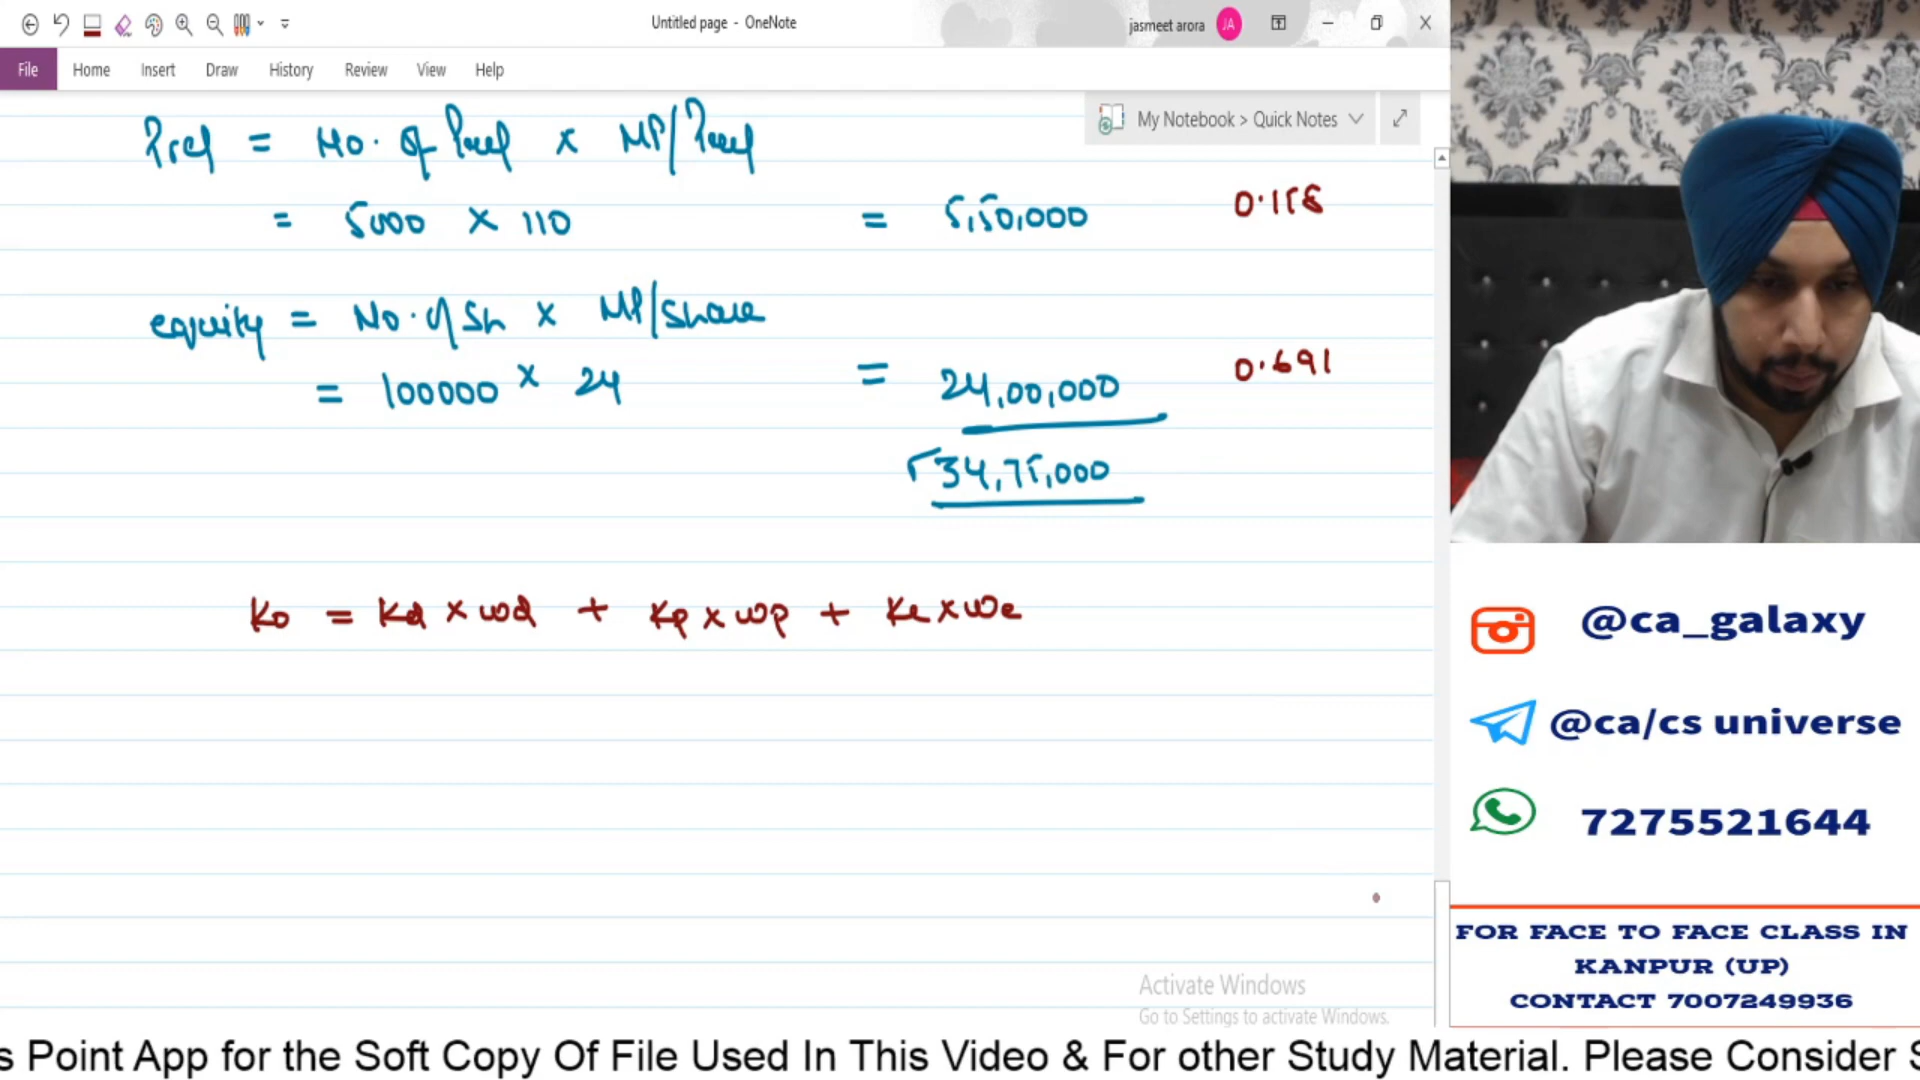 Untitled page - OneNote
jasmeet arora JA
File Home Insert Draw History Review View Help
My Notebook > Quick Notes
Pref = No. of Pref x MP/Pref
= 5000 x 110 = 5,50,000 0.158
equity = No. of Sh x MP/Share
= 100000 x 24 = 24,00,000 0.691
34,75,000
Ko = Kd x wd + Kp x wp + Ke x we
@ca_galaxy
@ca/cs universe
7275521644
FOR FACE TO FACE CLASS IN
KANPUR (UP)
CONTACT 7007249936
Activate Windows
Go to Settings to activate Windows.
s Point App for the Soft Copy Of File Used In This Video & For other Study Material. Please Consider S